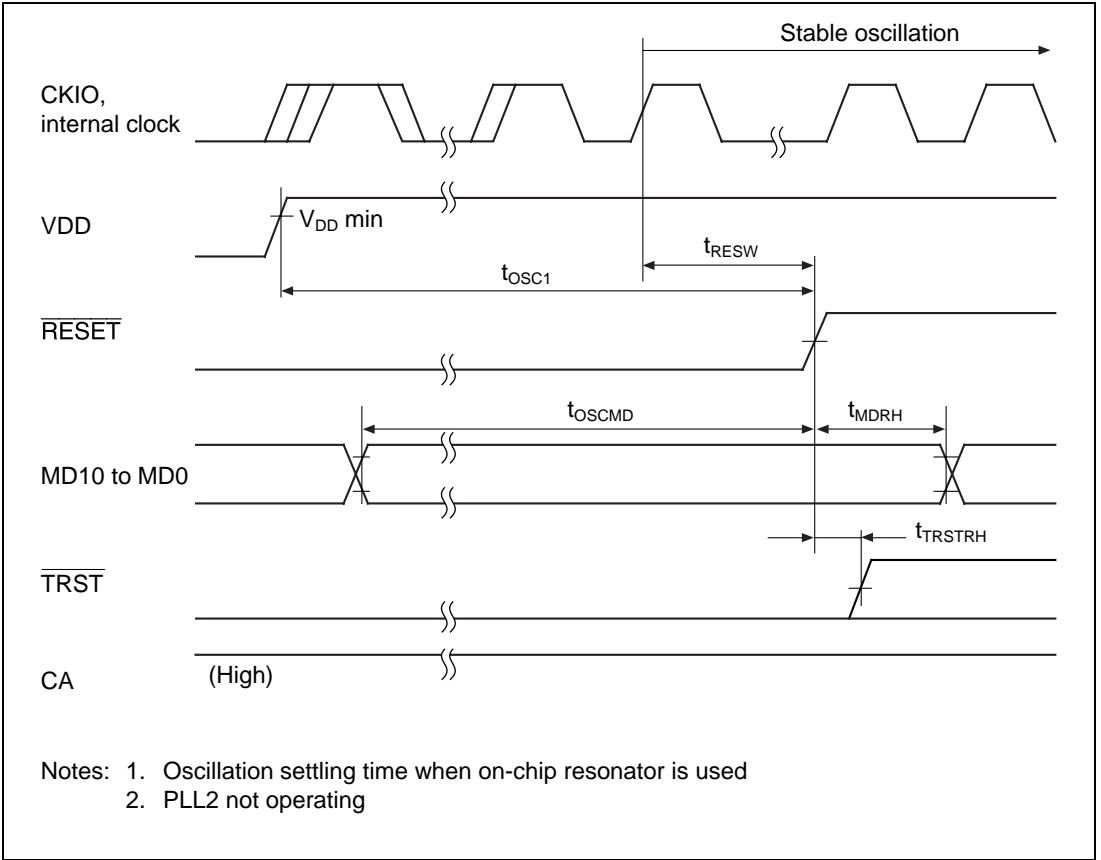 Stable oscillation
CKIO,
internal clock
VDD
VDD min
tRESW
tOSC1
RESET
tOSCMD
tMDRH
MD10 to MD0
tTRSTRH
TRST
CA
(High)
Notes: 1. Oscillation settling time when on-chip resonator is used
2. PLL2 not operating